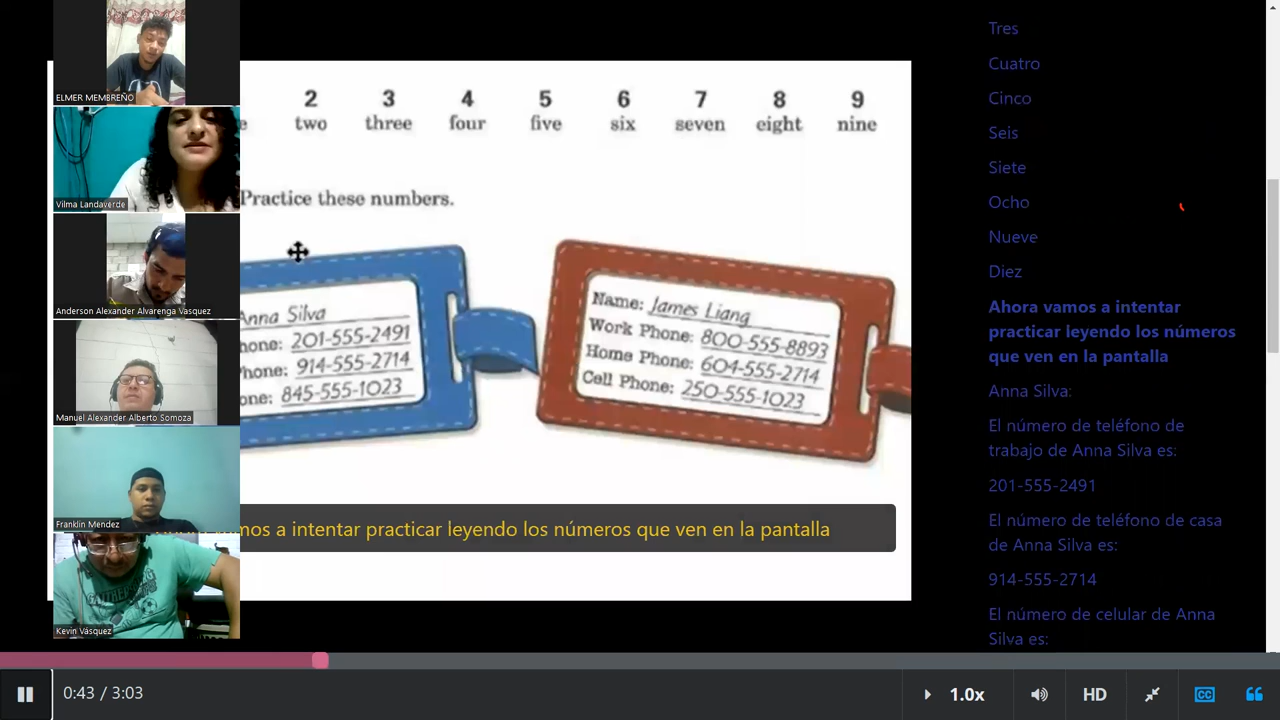 ELMER MEMBREÑO
Vilma Landaverde
Anderson Alexander Alvarenga Vasquez
Manuel Alexander Alberto Somoza
Franklin Mendez
Kevin Vásquez
2 3 4 5 6 7 8 9
e two three four five six seven eight nine
Practice these numbers.
Anna Silva
hone: 201-555-2491
Phone: 914-555-2714
one: 845-555-1023
Name: James Liang
Work Phone: 800-555-8893
Home Phone: 604-555-2714
Cell Phone: 250-555-1023
mos a intentar practicar leyendo los números que ven en la pantalla
Tres
Cuatro
Cinco
Seis
Siete
Ocho
Nueve
Diez
Ahora vamos a intentar
practicar leyendo los números
que ven en la pantalla
Anna Silva:
El número de teléfono de
trabajo de Anna Silva es:
201-555-2491
El número de teléfono de casa
de Anna Silva es:
914-555-2714
El número de celular de Anna
Silva es:
0:43 / 3:03
1.0x
HD
CC